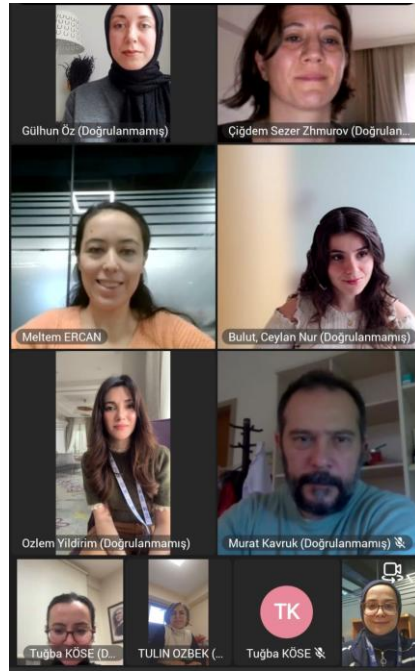 Gülhun Öz (Doğrulanmamış)
Çiğdem Sezer Zhmurov (Doğrulan...
Meltem ERCAN
Bulut, Ceylan Nur (Doğrulanmamış)
Ozlem Yildirim (Doğrulanmamış)
Murat Kavruk (Doğrulanmamış)
TK
Tuğba KÖSE (D...
TULIN OZBEK (...
Tuğba KÖSE